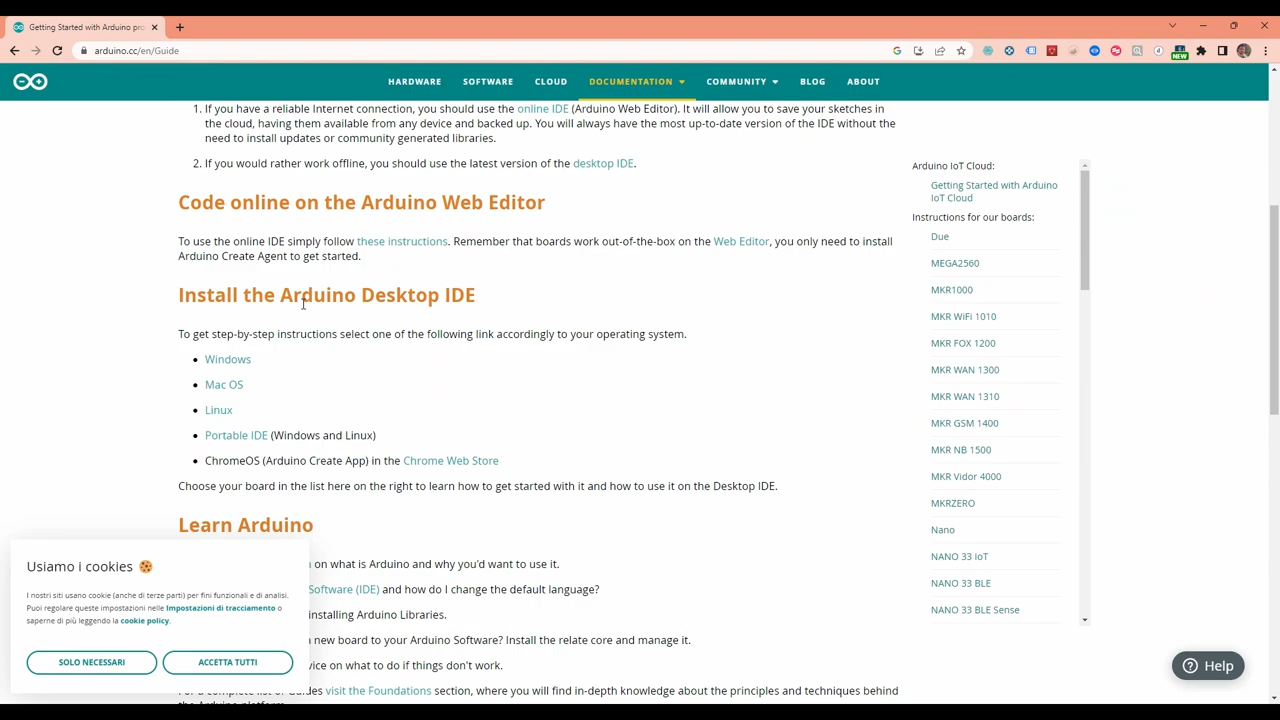 Getting Started with Arduino pro
arduino.cc/en/Guide
NEW
HARDWARE
SOFTWARE
CLOUD
DOCUMENTATION
COMMUNITY
BLOG
ABOUT
1. If you have a reliable Internet connection, you should use the online IDE (Arduino Web Editor). It will allow you to save your sketches in
the cloud, having them available from any device and backed up. You will always have the most up-to-date version of the IDE without the
need to install updates or community generated libraries.
2. If you would rather work offline, you should use the latest version of the desktop IDE.
Code online on the Arduino Web Editor
To use the online IDE simply follow these instructions. Remember that boards work out-of-the-box on the Web Editor, you only need to install
Arduino Create Agent to get started.
Install the Arduino Desktop IDE
To get step-by-step instructions select one of the following link accordingly to your operating system.
• Windows
• Mac OS
• Linux
• Portable IDE (Windows and Linux)
• ChromeOS (Arduino Create App) in the Chrome Web Store
Choose your board in the list here on the right to learn how to get started with it and how to use it on the Desktop IDE.
Learn Arduino
on what is Arduino and why you'd want to use it.
Software (IDE) and how do I change the default language?
installing Arduino Libraries.
new board to your Arduino Software? Install the relate core and manage it.
vice on what to do if things don't work.
For a complete list of Guides visit the Foundations section, where you will find in-depth knowledge about the principles and techniques behind
the Arduino platform.
Arduino IoT Cloud:
Getting Started with Arduino
IoT Cloud
Instructions for our boards:
Due
MEGA2560
MKR1000
MKR WiFi 1010
MKR FOX 1200
MKR WAN 1300
MKR WAN 1310
MKR GSM 1400
MKR NB 1500
MKR Vidor 4000
MKRZERO
Nano
NANO 33 IoT
NANO 33 BLE
NANO 33 BLE Sense
Usiamo i cookies
I nostri siti usano cookie (anche di terze parti) per fini funzionali e di analisi.
Puoi regolare queste impostazioni nelle Impostazioni di tracciamento o
saperne di più leggendo la cookie policy.
SOLO NECESSARI
ACCETTA TUTTI
Help